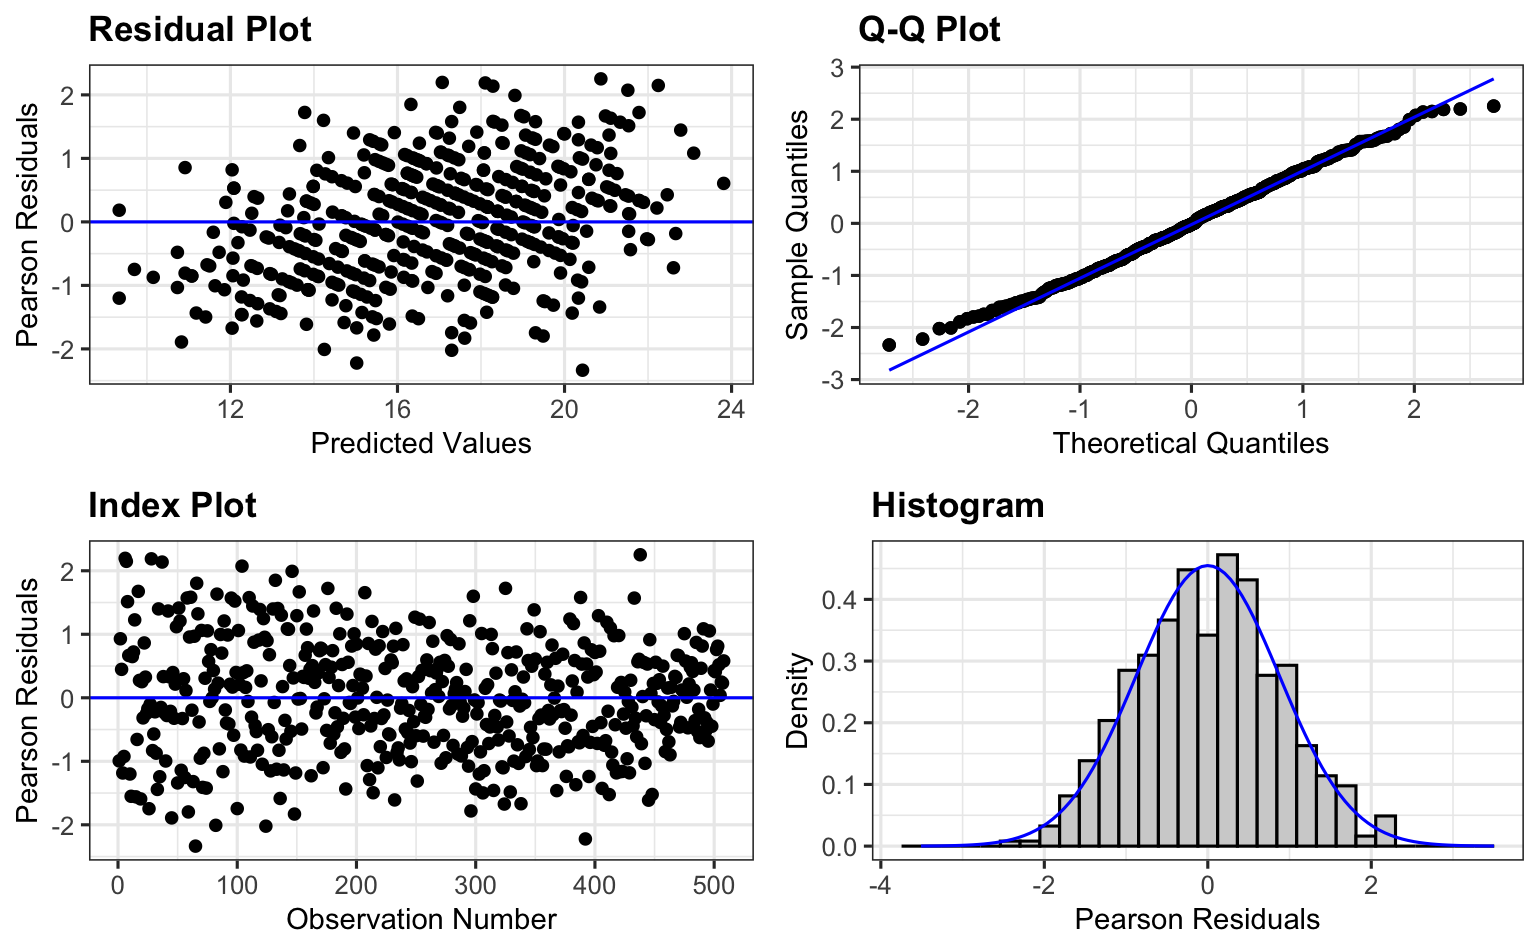 Residual Plot
Pearson Residuals
2
1
0
-1
-2
12 16 20 24
Predicted Values
Q-Q Plot
Sample Quantiles
3
2
1
0
-1
-2
-3
-2 -1 0 1 2
Theoretical Quantiles
Index Plot
Pearson Residuals
2
1
0
-1
-2
0 100 200 300 400 500
Observation Number
Histogram
Density
0.4
0.3
0.2
0.1
0.0
-4 -2 0 2
Pearson Residuals